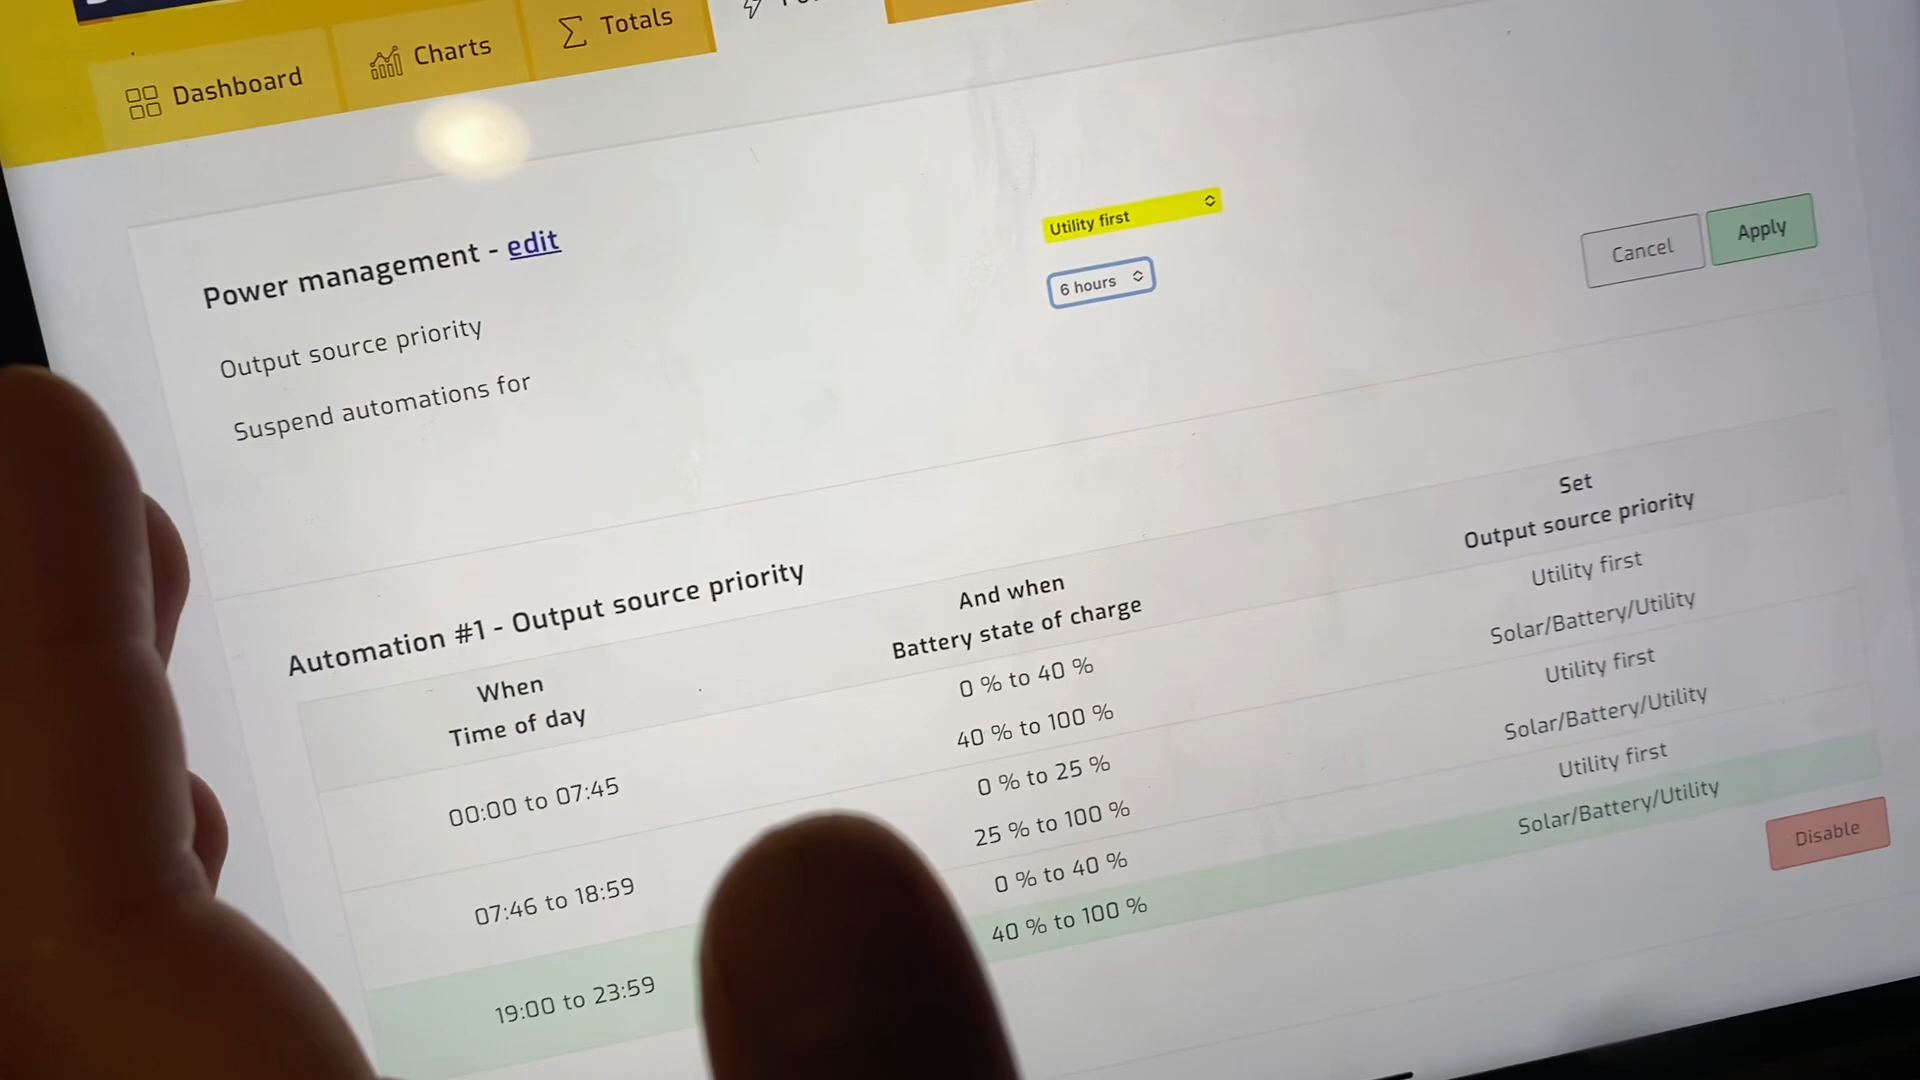 Dashboard
Charts
Totals
Power management - edit
Output source priority
Utility first
Suspend automations for
6 hours
Cancel
Apply
Automation #1 - Output source priority
When
Time of day
And when
Battery state of charge
Set
Output source priority
00:00 to 07:45
0 % to 40 %
Utility first
40 % to 100 %
Solar/Battery/Utility
07:46 to 18:59
0 % to 25 %
Utility first
25 % to 100 %
Solar/Battery/Utility
19:00 to 23:59
0 % to 40 %
Utility first
40 % to 100 %
Solar/Battery/Utility
Disable